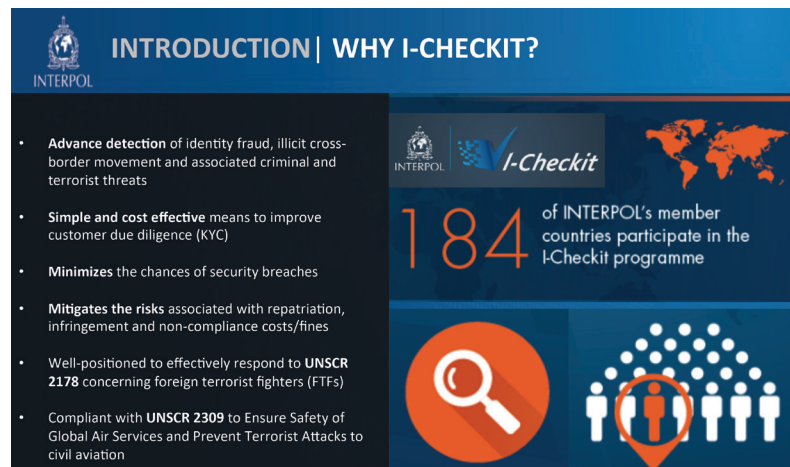 INTERPOL
INTRODUCTION| WHY I-CHECKIT?
• Advance detection of identity fraud, illicit cross-
border movement and associated criminal and
terrorist threats
• Simple and cost effective means to improve
customer due diligence (KYC)
• Minimizes the chances of security breaches
• Mitigates the risks associated with repatriation,
infringement and non-compliance costs/fines
• Well-positioned to effectively respond to UNSCR
2178 concerning foreign terrorist fighters (FTFs)
• Compliant with UNSCR 2309 to Ensure Safety of
Global Air Services and Prevent Terrorist Attacks to
civil aviation
INTERPOL
I-Checkit
184
of INTERPOL's member
countries participate in the
I-Checkit programme